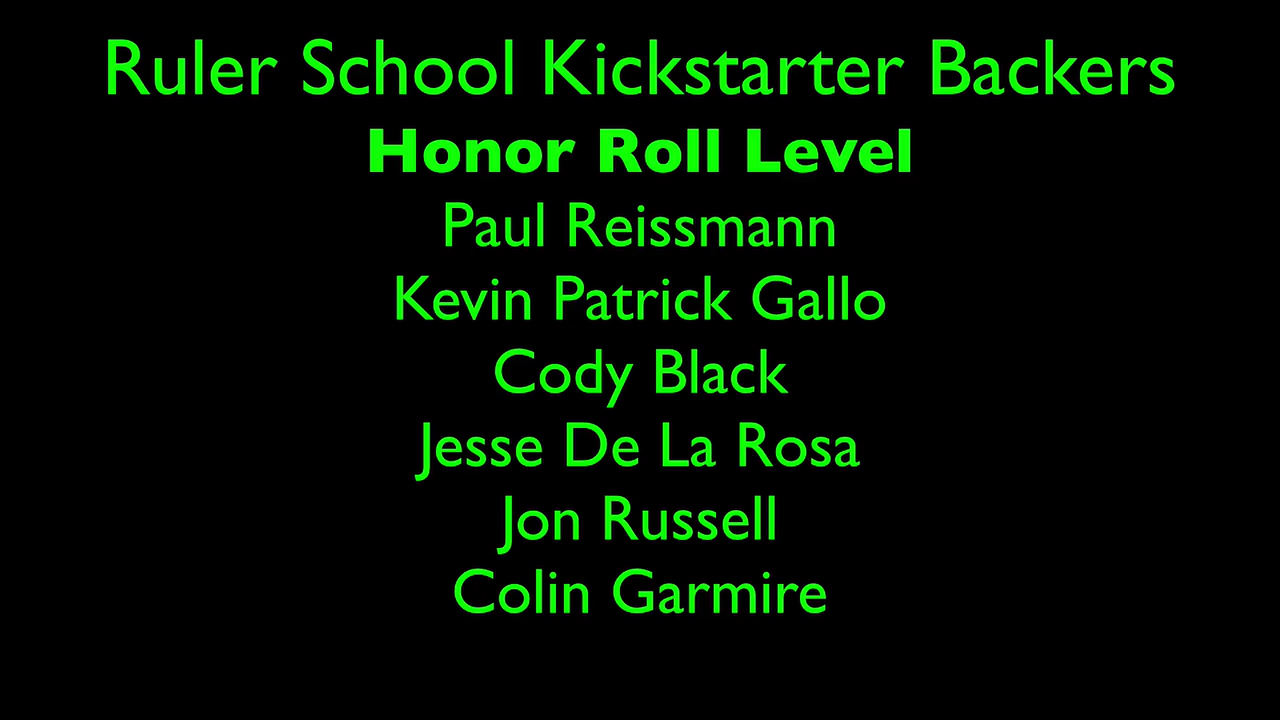 Ruler School Kickstarter Backers
Honor Roll Level
Paul Reissmann
Kevin Patrick Gallo
Cody Black
Jesse De La Rosa
Jon Russell
Colin Garmire